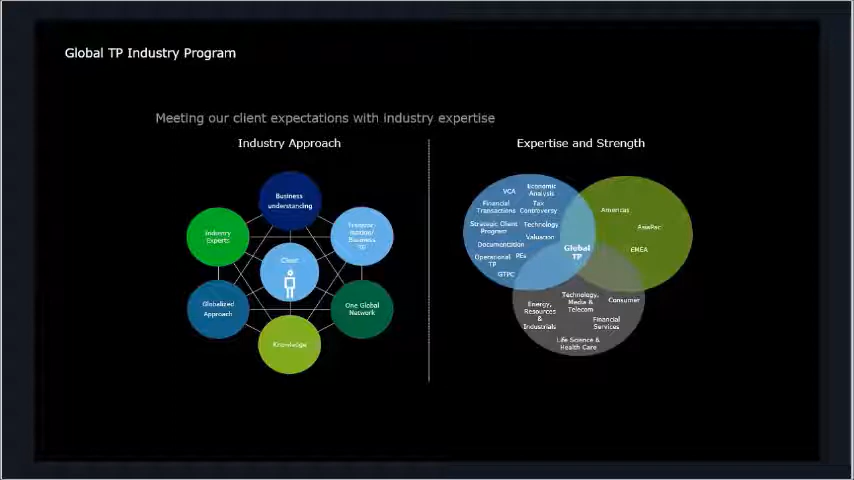 Global TP Industry Program
Meeting our client expectations with industry expertise
Industry Approach
Business
understanding
Industry
Experts
Business
Client
Globalized
Approach
One Global
Network
Knowledge
Expertise and Strength
VCA
Economic
Analysis
Financial
Transactions
Tax
Controversy
Strategic Client
Program
Technology
Valuation
Documentation
Operational
TP
PEs
GTPC
Global
TP
Americas
AsiaPac
EMEA
Energy,
Resources
&
Industrials
Technology,
Media &
Telecom
Consumer
Financial
Services
Life Science &
Health Care